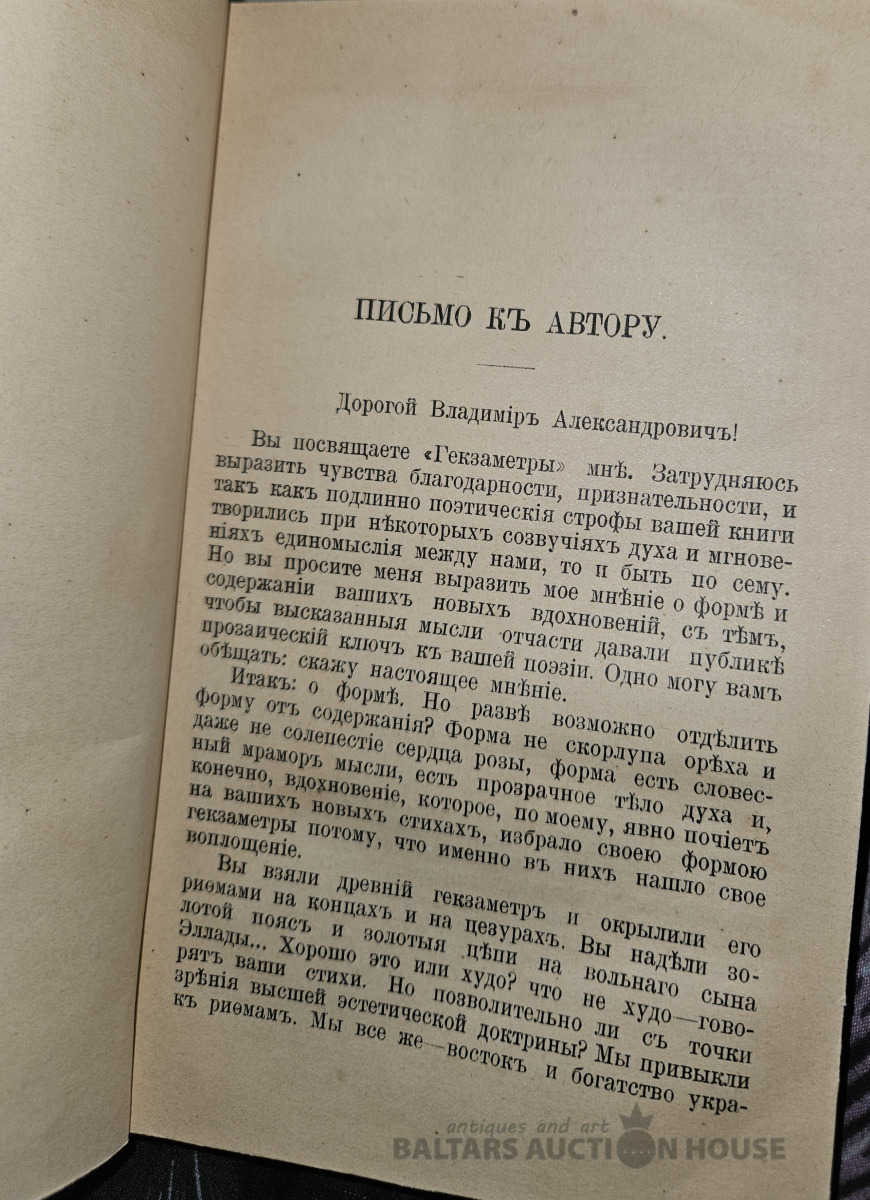 ПИСЬМО КЪ АВТОРУ.
Дорогой Владиміръ Александровичъ!
Вы посвящаете «Гекзаметры» мнѣ. Затрудняюсь
выразить чувства благодарности, признательности, и
такъ какъ подлинно поэтическія строфы вашей книги
творились при нѣкоторыхъ созвучіяхъ духа и мгнове-
ніяхъ единомыслія между нами, то и быть по сему.
Но вы просите меня выразить мое мнѣніе о формѣ и
содержаніи вашихъ новыхъ вдохновеній, съ тѣмъ,
чтобы высказанныя мысли отчасти давали публикѣ
прозаическій ключъ къ вашей поэзіи. Одно могу вамъ
обѣщать: скажу настоящее мнѣніе.
Итакъ: о формѣ. Но развѣ возможно отдѣлить
форму отъ содержанія? Форма не скорлупа орѣха и
даже не солепестіе сердца розы, форма есть словес-
ный мраморъ мысли, есть прозрачное тѣло духа и,
конечно, вдохновеніе, которое, по моему, явно почіетъ
на вашихъ новыхъ стихахъ, избрало своею формою
гекзаметры потому, что именно въ нихъ нашло свое
воплощеніе.
Вы взяли древній гекзаметръ и окрылили его
риѳмами на концахъ и на цезурахъ. Вы надѣли зо-
лотой поясъ и золотыя цѣпи на вольнаго сына
Эллады... Хорошо это или худо? что не худо—гово-
рятъ ваши стихи. Но позволительно ли съ точки
зрѣнія высшей эстетической доктрины? Мы привыкли
къ риѳмамъ. Мы все же—востокъ и богатство укра-
antiques and art
BALTARS AUCTION HOUSE